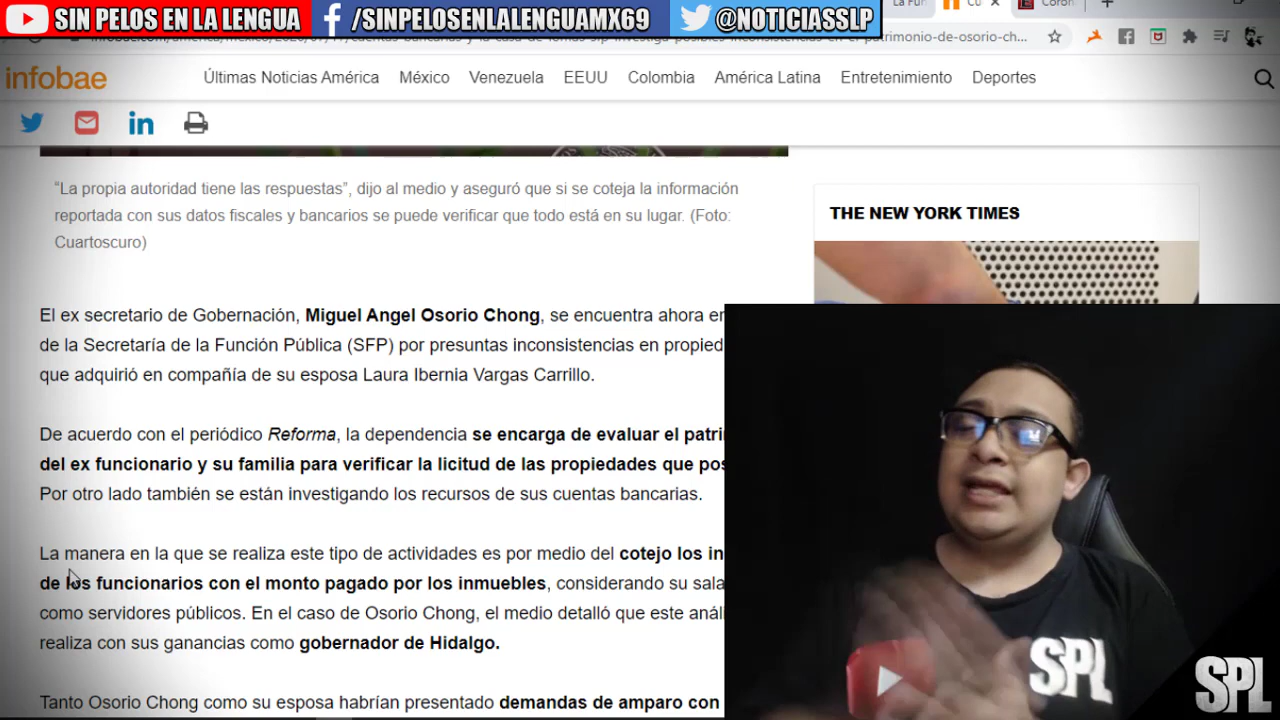 SIN PELOS EN LA LENGUA
/SINPELOSENLALENGUAMX69
@NOTICIASSLP
La Fun
Cu
Coron
infobae
Últimas Noticias América
México
Venezuela
EEUU
Colombia
América Latina
Entretenimiento
Deportes
“La propia autoridad tiene las respuestas”, dijo al medio y aseguró que si se coteja la información
reportada con sus datos fiscales y bancarios se puede verificar que todo está en su lugar. (Foto:
Cuartoscuro)
THE NEW YORK TIMES
El ex secretario de Gobernación, Miguel Angel Osorio Chong, se encuentra ahora en
de la Secretaría de la Función Pública (SFP) por presuntas inconsistencias en propied
que adquirió en compañía de su esposa Laura Ibernia Vargas Carrillo.
De acuerdo con el periódico Reforma, la dependencia se encarga de evaluar el patri
del ex funcionario y su familia para verificar la licitud de las propiedades que pos
Por otro lado también se están investigando los recursos de sus cuentas bancarias.
La manera en la que se realiza este tipo de actividades es por medio del cotejo los in
de los funcionarios con el monto pagado por los inmuebles, considerando su sala
como servidores públicos. En el caso de Osorio Chong, el medio detalló que este anál
realiza con sus ganancias como gobernador de Hidalgo.
Tanto Osorio Chong como su esposa habrían presentado demandas de amparo con
SPL
SPL